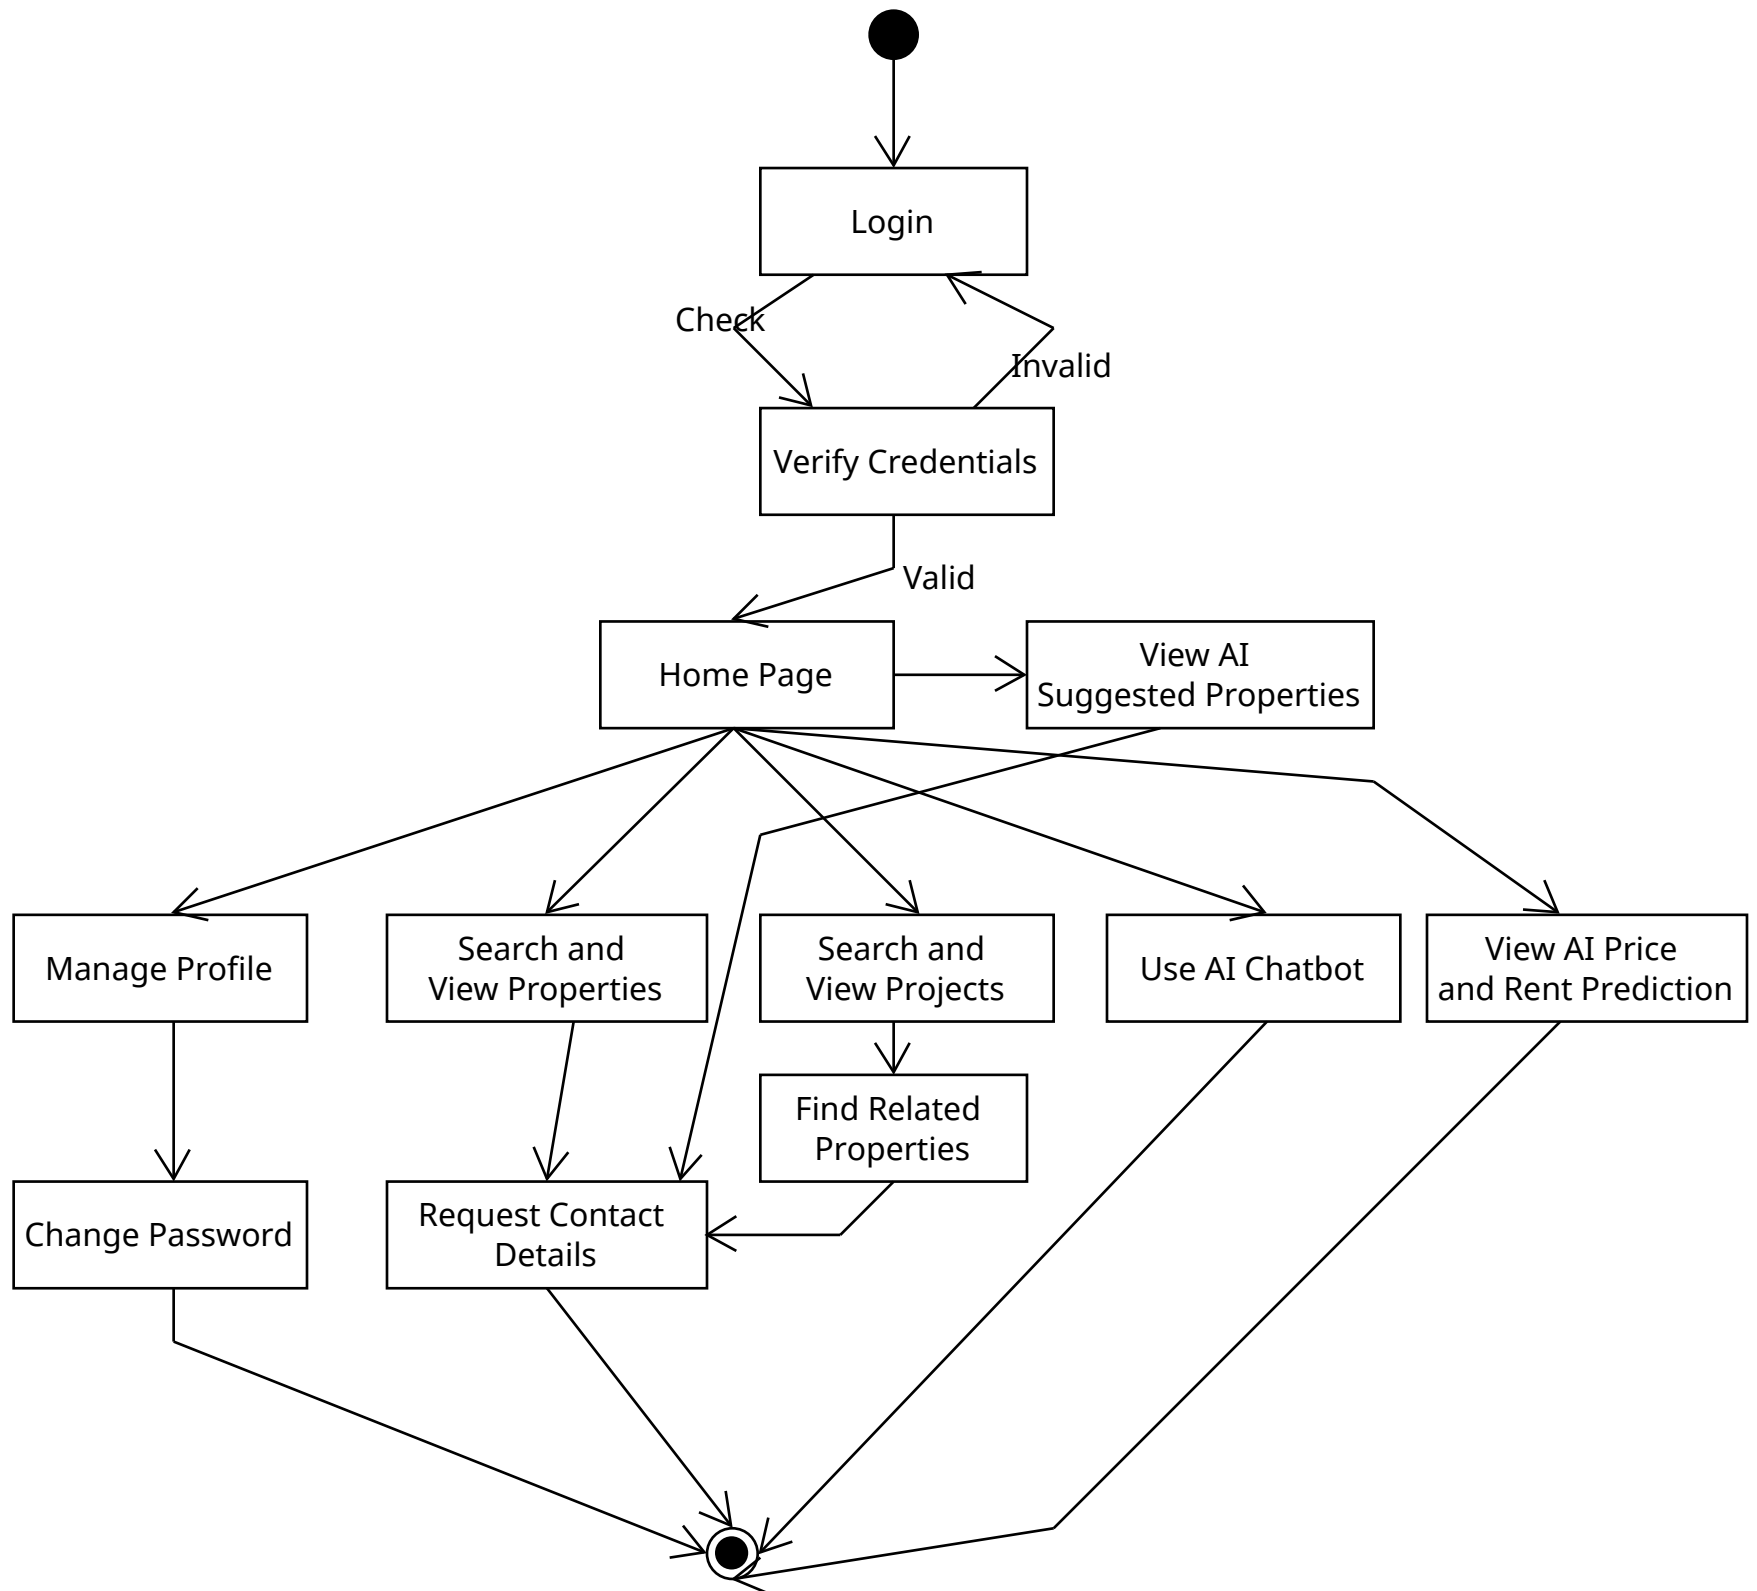 Login
Check
Invalid
Verify Credentials
Valid
Home Page
View AI
Suggested Properties
Manage Profile
Search and
View Properties
Search and
View Projects
Use AI Chatbot
View AI Price
and Rent Prediction
Find Related
Properties
Change Password
Request Contact
Details